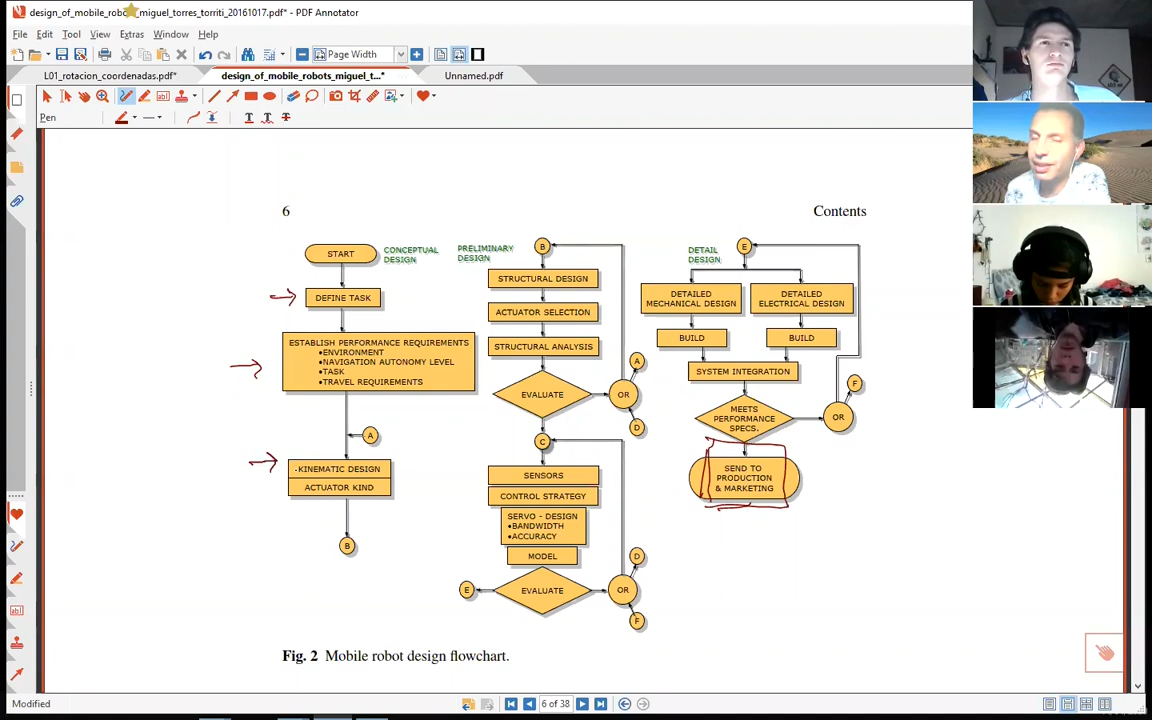 design_of_mobile_robots_miguel_torres_torriti_20161017.pdf* - PDF Annotator
File Edit Tool View Extras Window Help
Page Width
L01_rotacion_coordenadas.pdf*
design_of_mobile_robots_miguel_t...*
Unnamed.pdf
Pen
6
Contents
START
CONCEPTUAL
DESIGN
DEFINE TASK
ESTABLISH PERFORMANCE REQUIREMENTS
•ENVIRONMENT
•NAVIGATION AUTONOMY LEVEL
•TASK
•TRAVEL REQUIREMENTS
A
KINEMATIC DESIGN
ACTUATOR KIND
B
PRELIMINARY
DESIGN
B
STRUCTURAL DESIGN
ACTUATOR SELECTION
STRUCTURAL ANALYSIS
EVALUATE
OR
A
D
C
SENSORS
CONTROL STRATEGY
SERVO - DESIGN
•BANDWIDTH
•ACCURACY
MODEL
EVALUATE
E
OR
D
F
DETAIL
DESIGN
E
DETAILED
MECHANICAL DESIGN
DETAILED
ELECTRICAL DESIGN
BUILD
BUILD
SYSTEM INTEGRATION
MEETS
PERFORMANCE
SPECS.
OR
F
SEND TO
PRODUCTION
& MARKETING
Fig. 2 Mobile robot design flowchart.
Modified
6 of 38